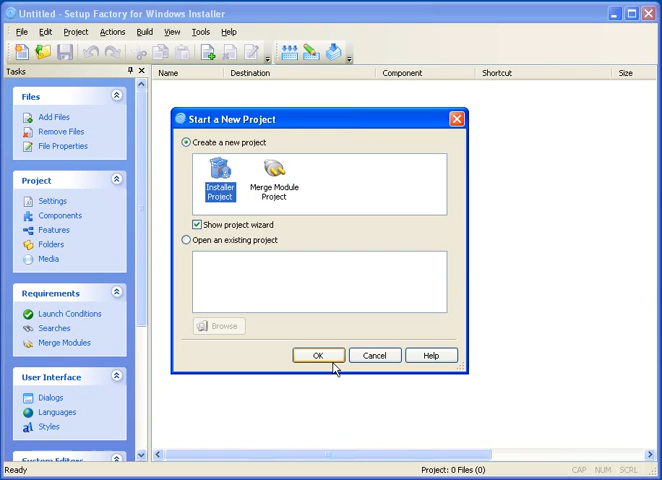 Untitled - Setup Factory for Windows Installer
File Edit Project Actions Build View Tools Help
Tasks
Name Destination Component Shortcut Size
Files
Add Files
Remove Files
File Properties
Project
Settings
Components
Features
Folders
Media
Requirements
Launch Conditions
Searches
Merge Modules
User Interface
Dialogs
Languages
Styles
Custom Editors
Start a New Project
Create a new project
Installer
Project
Merge Module
Project
Show project wizard
Open an existing project
Browse
OK Cancel Help
Ready Project: 0 Files (0) CAP NUM SCRL